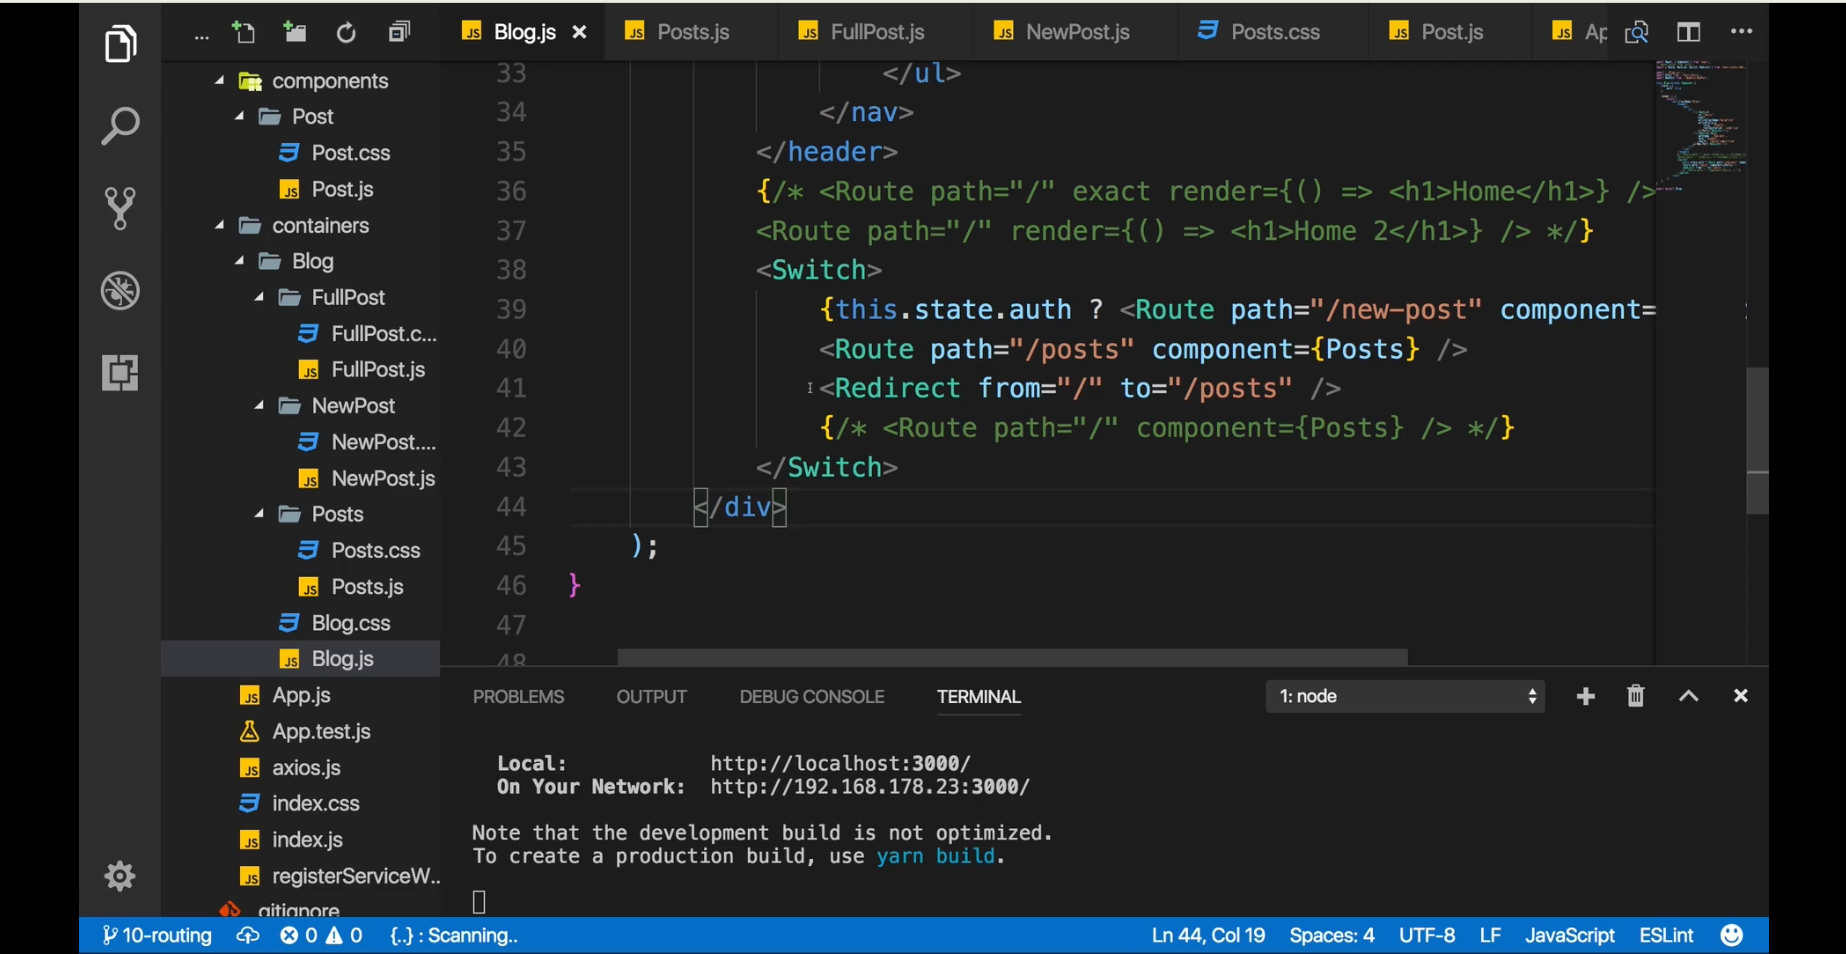 ... Blog.js × Posts.js FullPost.js NewPost.js Posts.css Post.js Ap
components
Post
Post.css
Post.js
containers
Blog
FullPost
FullPost.c...
FullPost.js
NewPost
NewPost....
NewPost.js
Posts
Posts.css
Posts.js
Blog.css
Blog.js
App.js
App.test.js
axios.js
index.css
index.js
registerServiceW..
.gitignore
33 </ul>
34 </nav>
35 </header>
36 {/* <Route path="/" exact render={() => <h1>Home</h1>} />
37 <Route path="/" render={() => <h1>Home 2</h1>} /> */}
38 <Switch>
39 {this.state.auth ? <Route path="/new-post" component=
40 <Route path="/posts" component={Posts} />
41 <Redirect from="/" to="/posts" />
42 {/* <Route path="/" component={Posts} /> */}
43 </Switch>
44 </div>
45 );
46 }
47
48
PROBLEMS OUTPUT DEBUG CONSOLE TERMINAL 1: node
Local: http://localhost:3000/
On Your Network: http://192.168.178.23:3000/
Note that the development build is not optimized.
To create a production build, use yarn build.
10-routing 0 0 {..} : Scanning.. Ln 44, Col 19 Spaces: 4 UTF-8 LF JavaScript ESLint